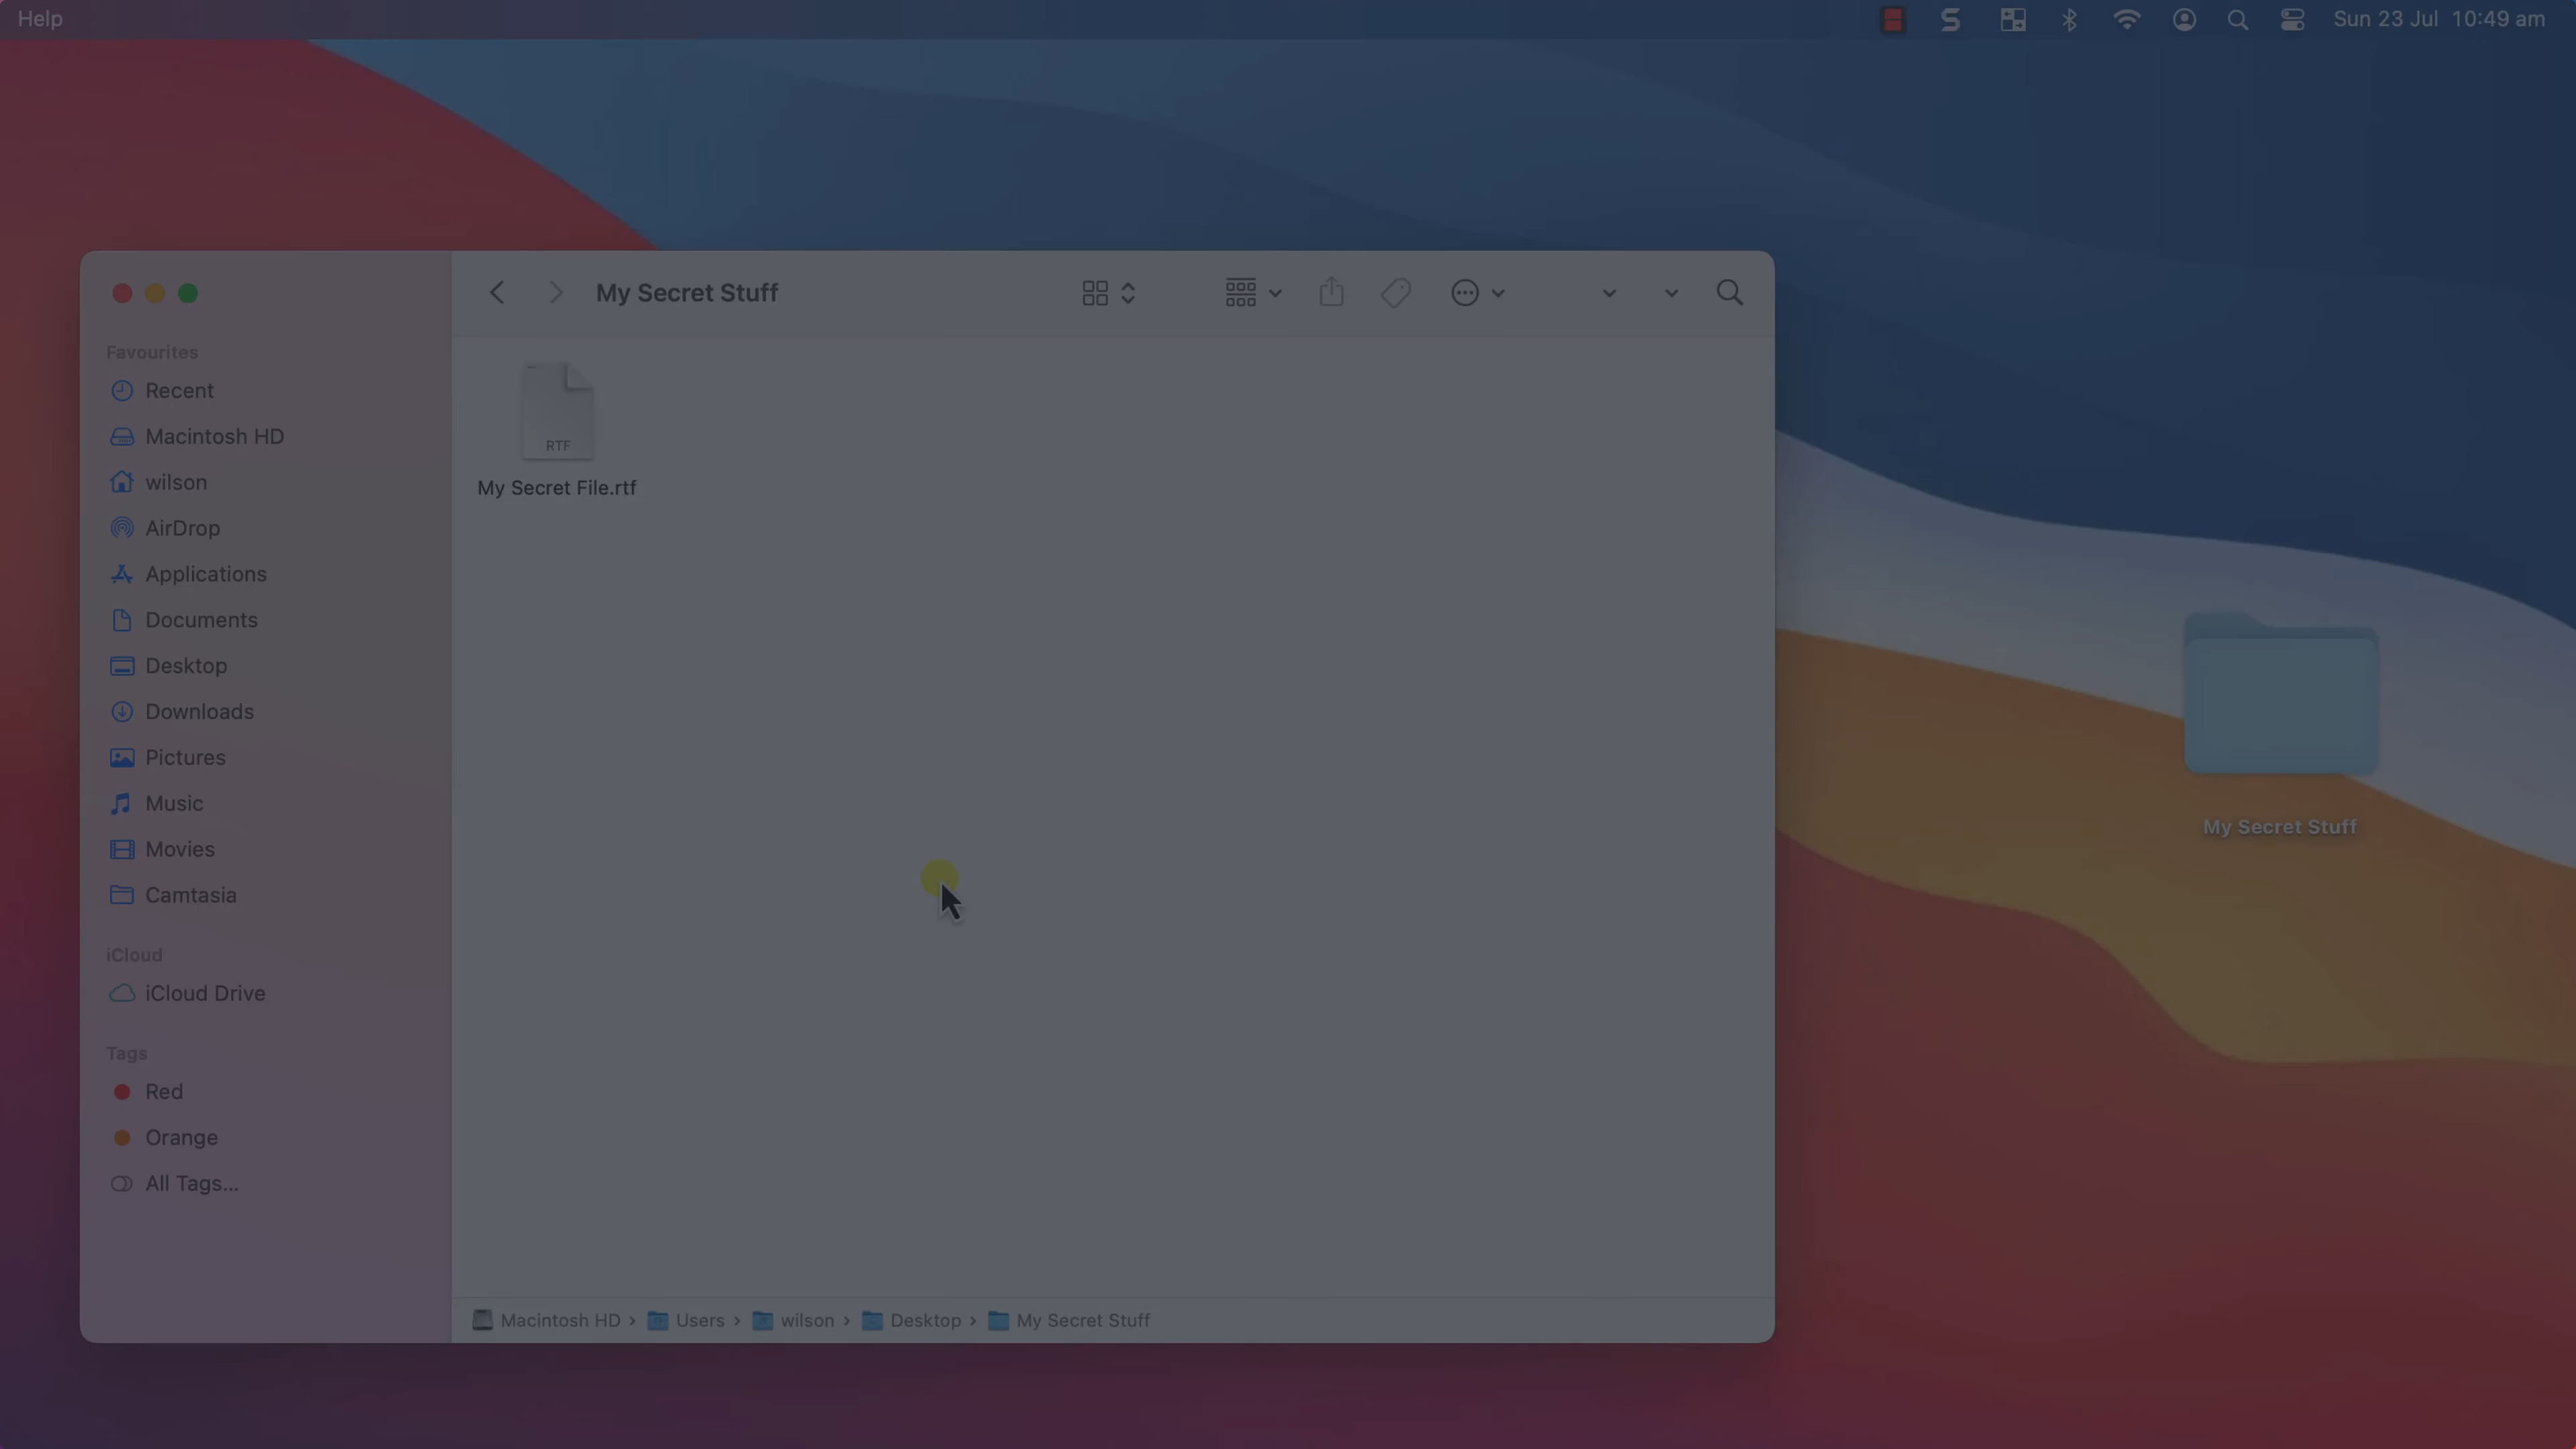 Help
Sun 23 Jul 10:49 am
My Secret Stuff
Favourites
Recent
Macintosh HD
wilson
AirDrop
Applications
Documents
Desktop
Downloads
Pictures
Music
Movies
Camtasia
iCloud
iCloud Drive
Tags
Red
Orange
All Tags...
RTF
My Secret File.rtf
Macintosh HD › Users › wilson › Desktop › My Secret Stuff
My Secret Stuff